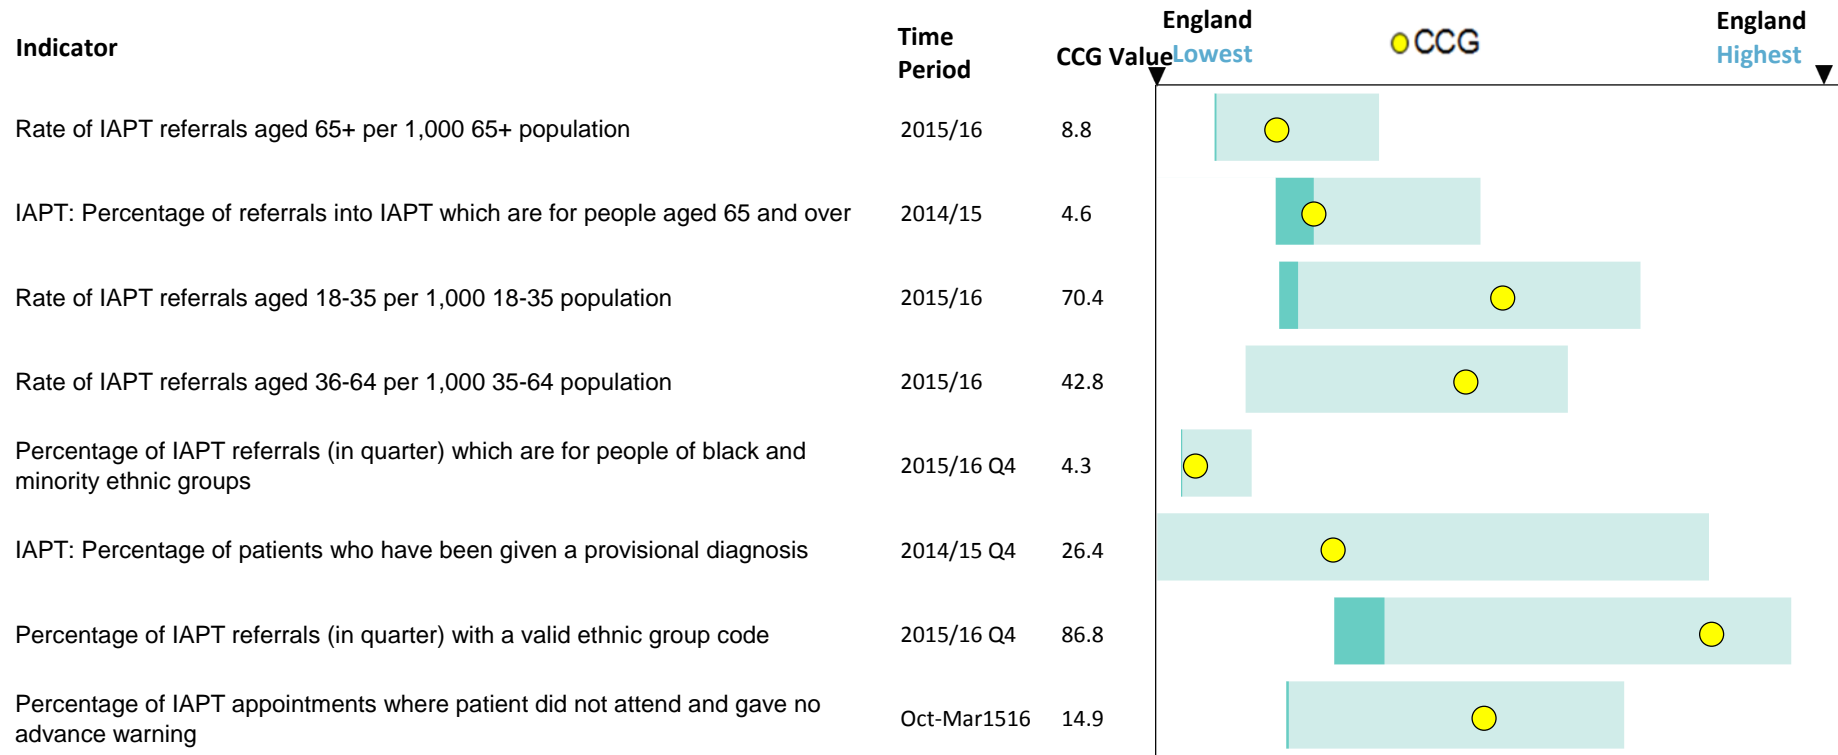 Indicator
Time
Period
CCG Value
England
Lowest
CCG
England
Highest
Rate of IAPT referrals aged 65+ per 1,000 65+ population 2015/16 8.8
IAPT: Percentage of referrals into IAPT which are for people aged 65 and over 2014/15 4.6
Rate of IAPT referrals aged 18-35 per 1,000 18-35 population 2015/16 70.4
Rate of IAPT referrals aged 36-64 per 1,000 35-64 population 2015/16 42.8
Percentage of IAPT referrals (in quarter) which are for people of black and
minority ethnic groups 2015/16 Q4 4.3
IAPT: Percentage of patients who have been given a provisional diagnosis 2014/15 Q4 26.4
Percentage of IAPT referrals (in quarter) with a valid ethnic group code 2015/16 Q4 86.8
Percentage of IAPT appointments where patient did not attend and gave no
advance warning Oct-Mar1516 14.9